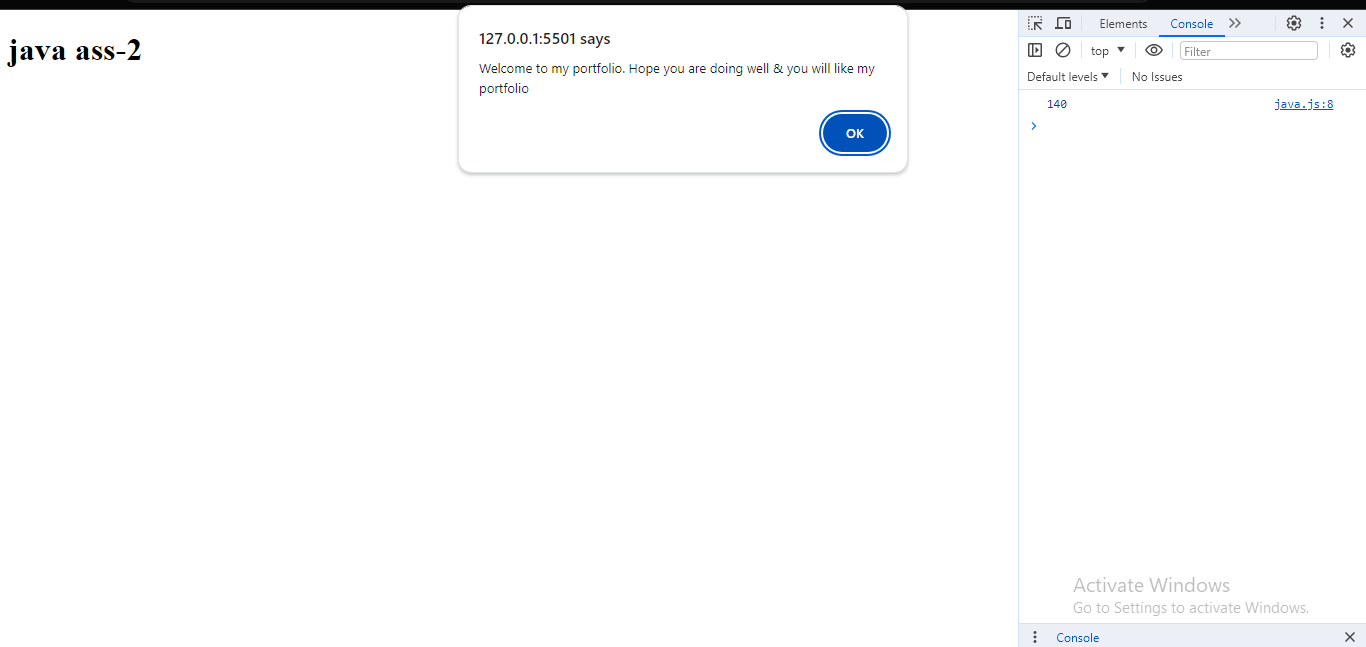 java ass-2
127.0.0.1:5501 says
Welcome to my portfolio. Hope you are doing well & you will like my
portfolio
OK
Elements Console
top Filter
Default levels No Issues
140 java.js:8
Activate Windows
Go to Settings to activate Windows.
Console